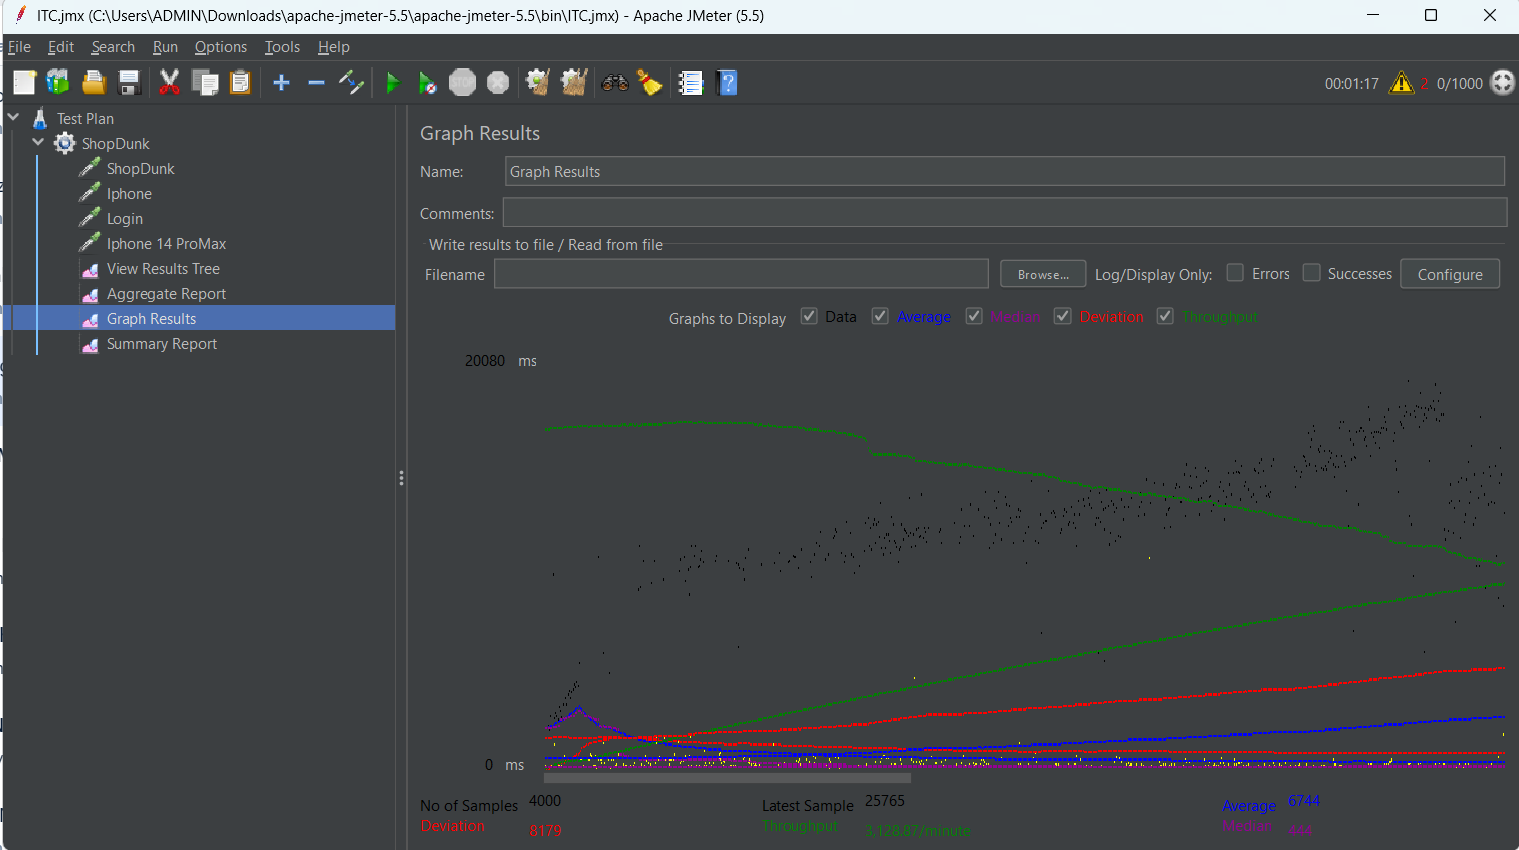 ITC.jmx (C:\Users\ADMIN\Downloads\apache-jmeter-5.5\apache-jmeter-5.5\bin\ITC.jmx) - Apache JMeter (5.5)
File Edit Search Run Options Tools Help
STOP 00:01:17 2 0/1000
Test Plan
ShopDunk
ShopDunk
Iphone
Login
Iphone 14 ProMax
View Results Tree
Aggregate Report
Graph Results
Summary Report
Graph Results
Name: Graph Results
Comments:
Write results to file / Read from file
Filename Browse... Log/Display Only: Errors Successes Configure
Graphs to Display Data Average Median Deviation Throughput
20080 ms
0 ms
No of Samples 4000 Latest Sample 25765 Average 6744
Deviation 8179 Throughput 3,128.87/minute Median